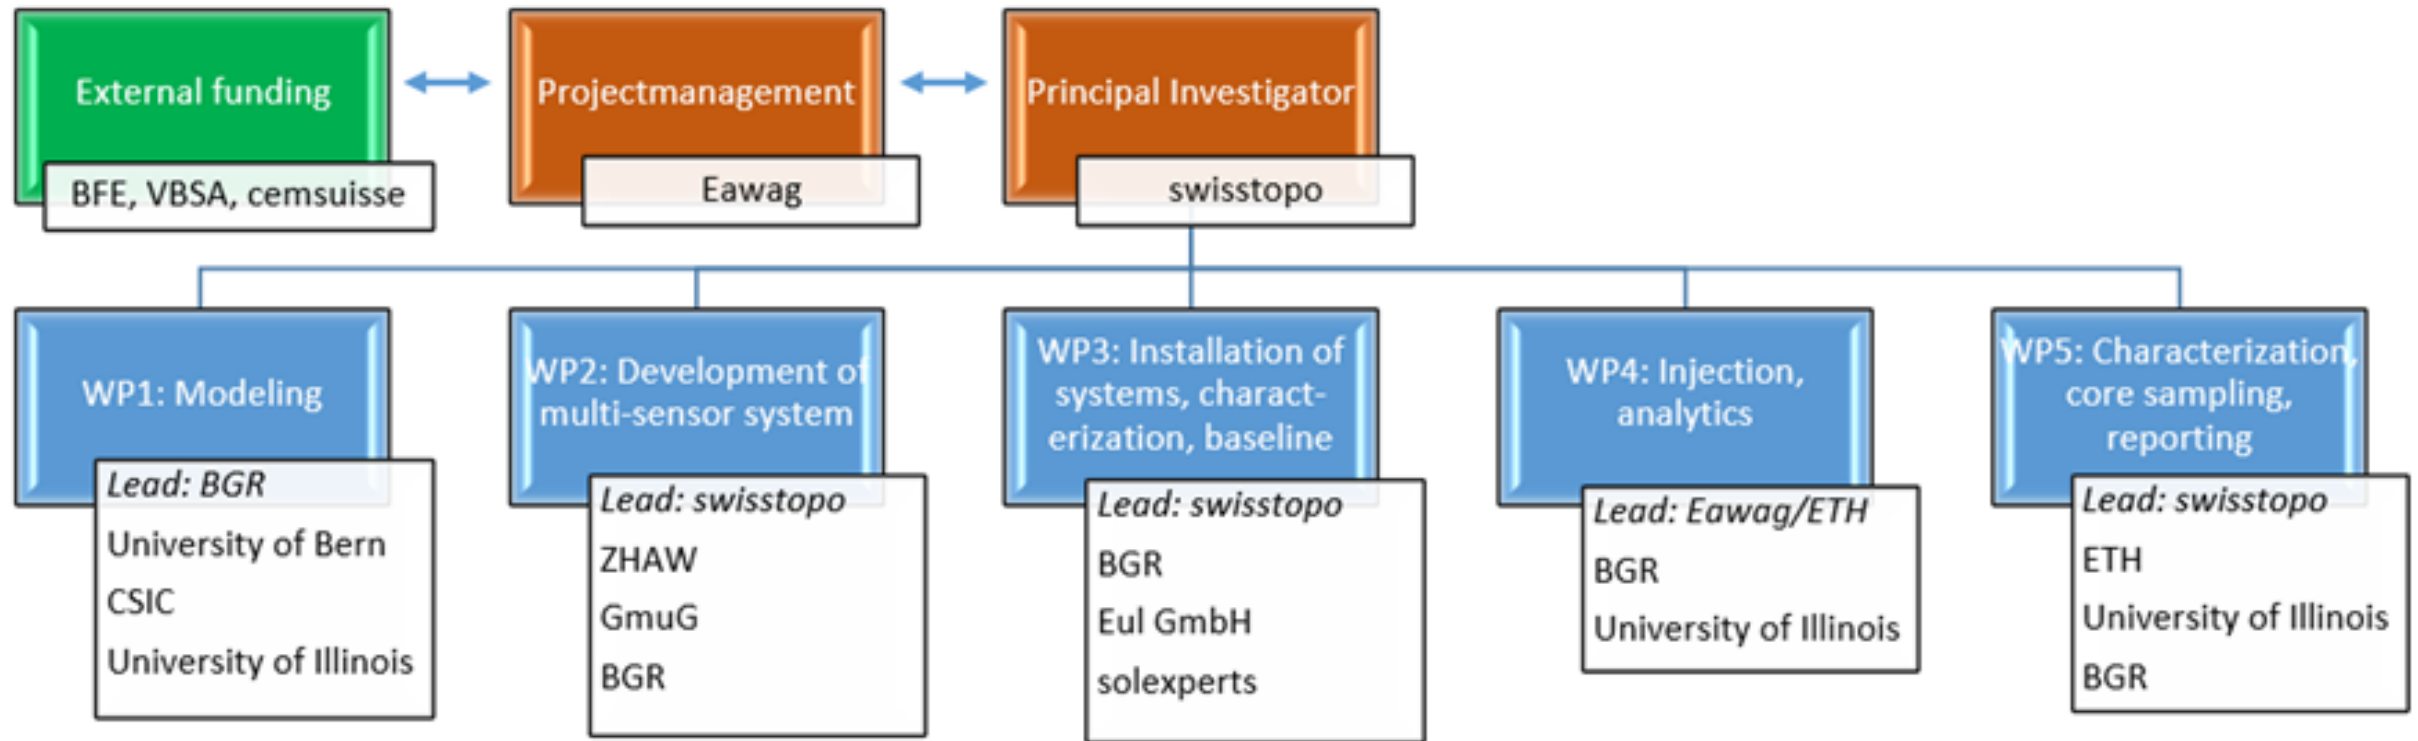 External funding
BFE, VBSA, cemsuisse
Projectmanagement
Eawag
Principal Investigator
swisstopo
WP1: Modeling
Lead: BGR
University of Bern
CSIC
University of Illinois
WP2: Development of
multi-sensor system
Lead: swisstopo
ZHAW
GmuG
BGR
WP3: Installation of
systems, charact-
erization, baseline
Lead: swisstopo
BGR
Eul GmbH
solexperts
WP4: Injection,
analytics
Lead: Eawag/ETH
BGR
University of Illinois
WP5: Characterization,
core sampling,
reporting
Lead: swisstopo
ETH
University of Illinois
BGR